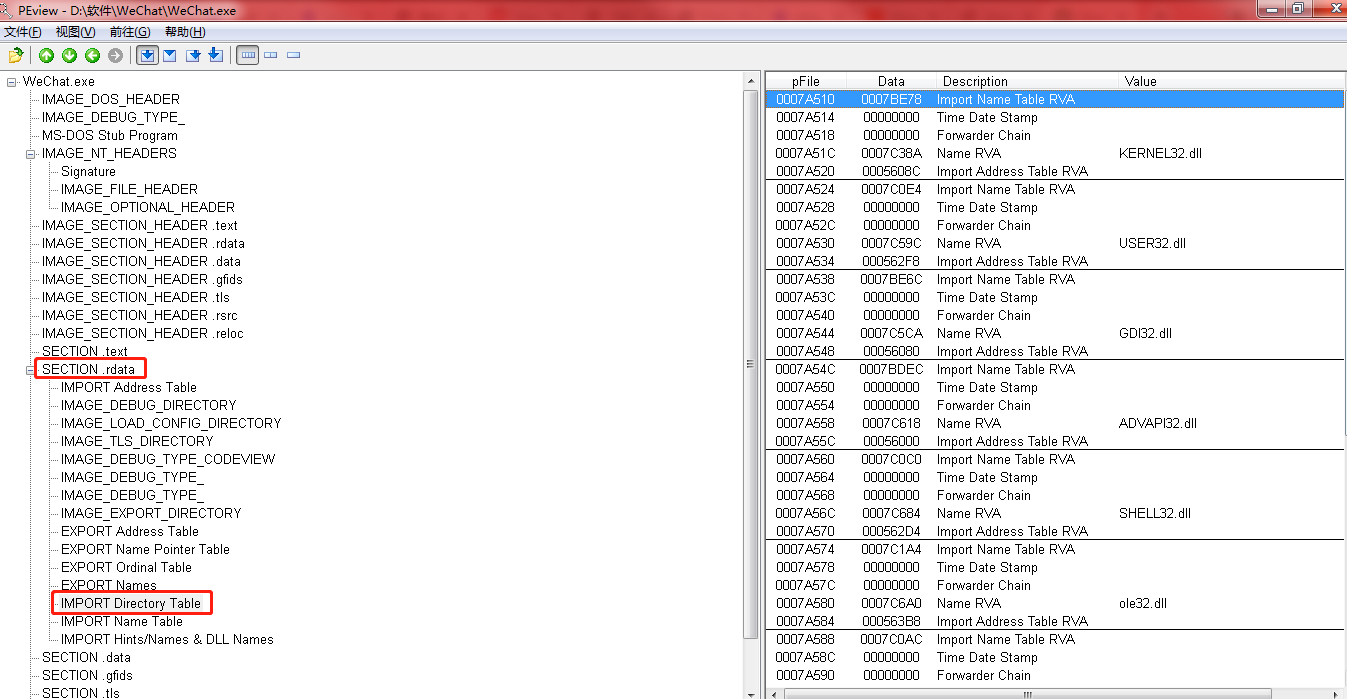 PEview - D:\软件\WeChat\WeChat.exe
文件(F) 视图(V) 前往(G) 帮助(H)
WeChat.exe
IMAGE_DOS_HEADER
IMAGE_DEBUG_TYPE_
MS-DOS Stub Program
IMAGE_NT_HEADERS
Signature
IMAGE_FILE_HEADER
IMAGE_OPTIONAL_HEADER
IMAGE_SECTION_HEADER .text
IMAGE_SECTION_HEADER .rdata
IMAGE_SECTION_HEADER .data
IMAGE_SECTION_HEADER .gfids
IMAGE_SECTION_HEADER .tls
IMAGE_SECTION_HEADER .rsrc
IMAGE_SECTION_HEADER .reloc
SECTION .text
SECTION .rdata
IMPORT Address Table
IMAGE_DEBUG_DIRECTORY
IMAGE_LOAD_CONFIG_DIRECTORY
IMAGE_TLS_DIRECTORY
IMAGE_DEBUG_TYPE_CODEVIEW
IMAGE_DEBUG_TYPE_
IMAGE_DEBUG_TYPE_
IMAGE_EXPORT_DIRECTORY
EXPORT Address Table
EXPORT Name Pointer Table
EXPORT Ordinal Table
EXPORT Names
IMPORT Directory Table
IMPORT Name Table
IMPORT Hints/Names & DLL Names
SECTION .data
SECTION .gfids
SECTION .tls
pFile Data Description Value
0007A510 0007BE78 Import Name Table RVA
0007A514 00000000 Time Date Stamp
0007A518 00000000 Forwarder Chain
0007A51C 0007C38A Name RVA KERNEL32.dll
0007A520 0005608C Import Address Table RVA
0007A524 0007C0E4 Import Name Table RVA
0007A528 00000000 Time Date Stamp
0007A52C 00000000 Forwarder Chain
0007A530 0007C59C Name RVA USER32.dll
0007A534 000562F8 Import Address Table RVA
0007A538 0007BE6C Import Name Table RVA
0007A53C 00000000 Time Date Stamp
0007A540 00000000 Forwarder Chain
0007A544 0007C5CA Name RVA GDI32.dll
0007A548 00056080 Import Address Table RVA
0007A54C 0007BDEC Import Name Table RVA
0007A550 00000000 Time Date Stamp
0007A554 00000000 Forwarder Chain
0007A558 0007C618 Name RVA ADVAPI32.dll
0007A55C 00056000 Import Address Table RVA
0007A560 0007C0C0 Import Name Table RVA
0007A564 00000000 Time Date Stamp
0007A568 00000000 Forwarder Chain
0007A56C 0007C684 Name RVA SHELL32.dll
0007A570 000562D4 Import Address Table RVA
0007A574 0007C1A4 Import Name Table RVA
0007A578 00000000 Time Date Stamp
0007A57C 00000000 Forwarder Chain
0007A580 0007C6A0 Name RVA ole32.dll
0007A584 000563B8 Import Address Table RVA
0007A588 0007C0AC Import Name Table RVA
0007A58C 00000000 Time Date Stamp
0007A590 00000000 Forwarder Chain